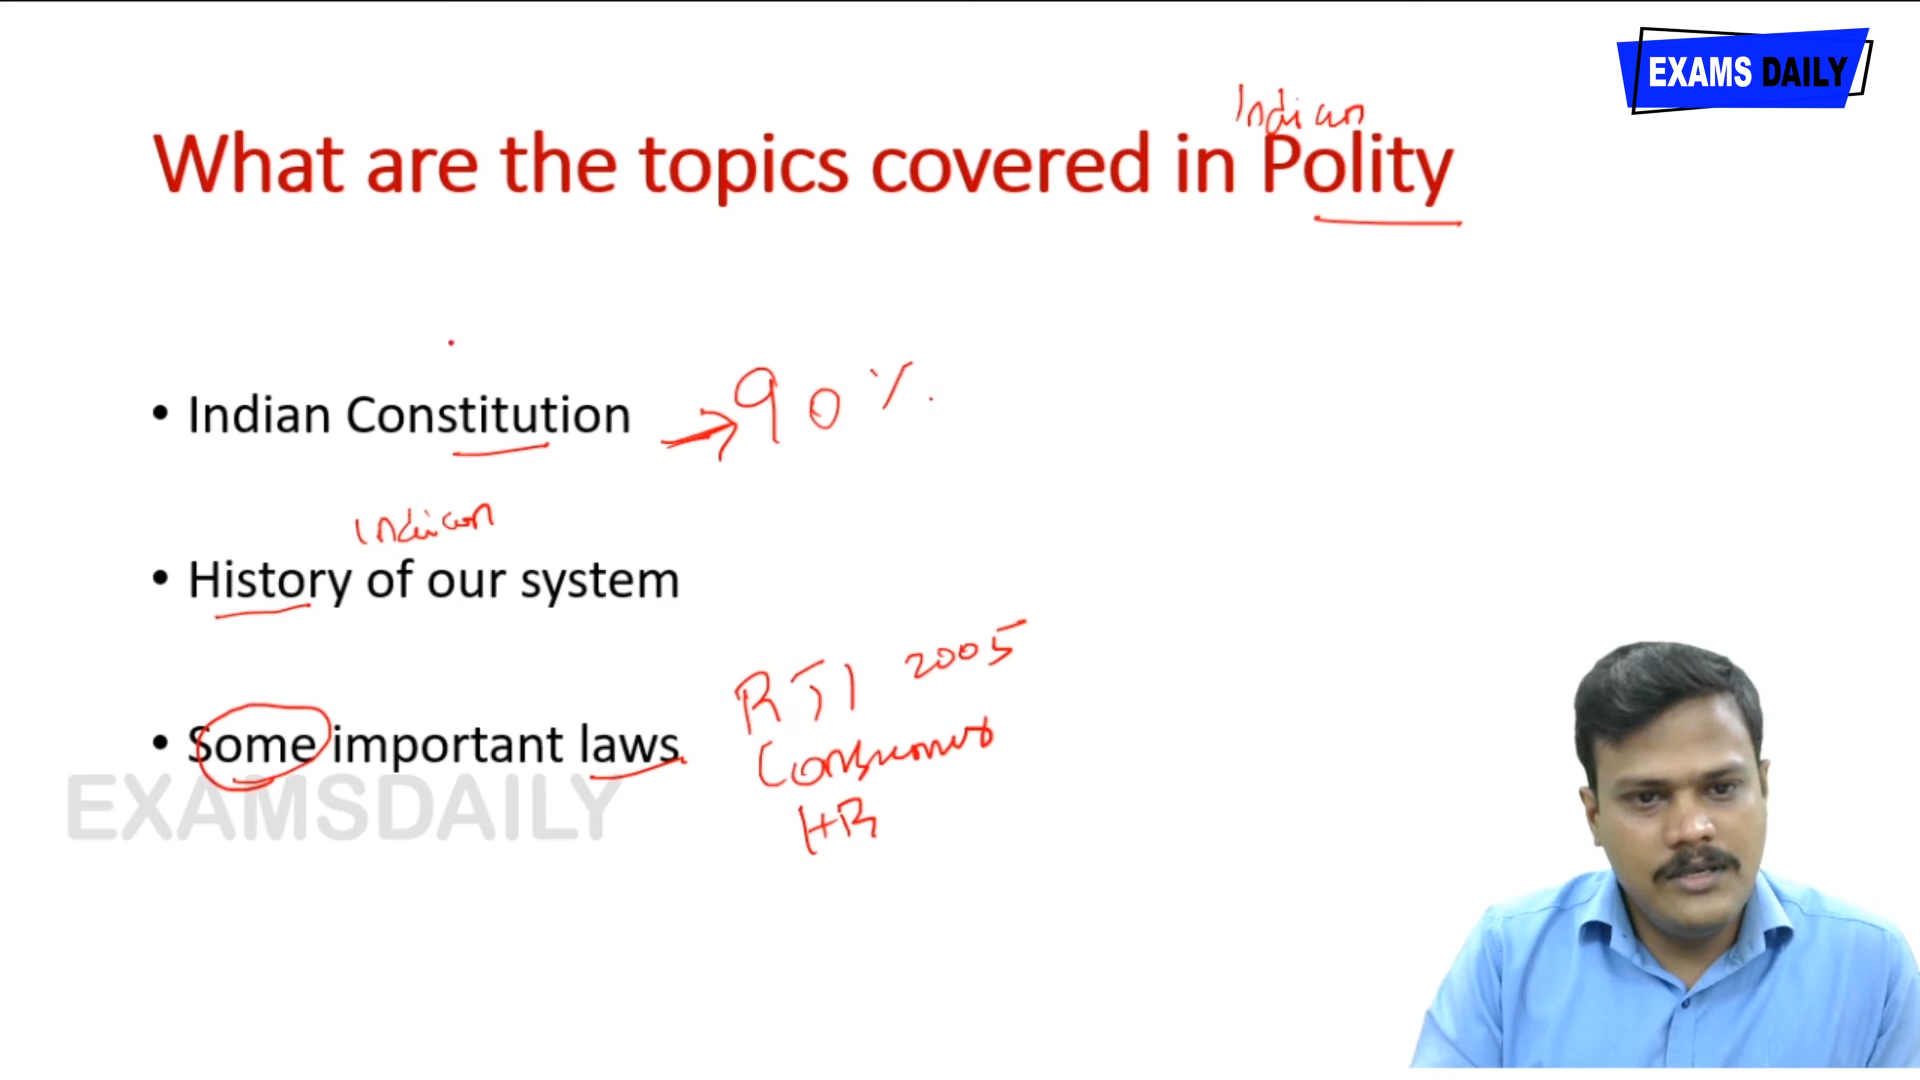 EXAMS DAILY
Indian
What are the topics covered in Polity
• Indian Constitution → 90%
Indian
• History of our system
RTI 2005
• Some important laws
Consumer
HR
EXAMSDAILY